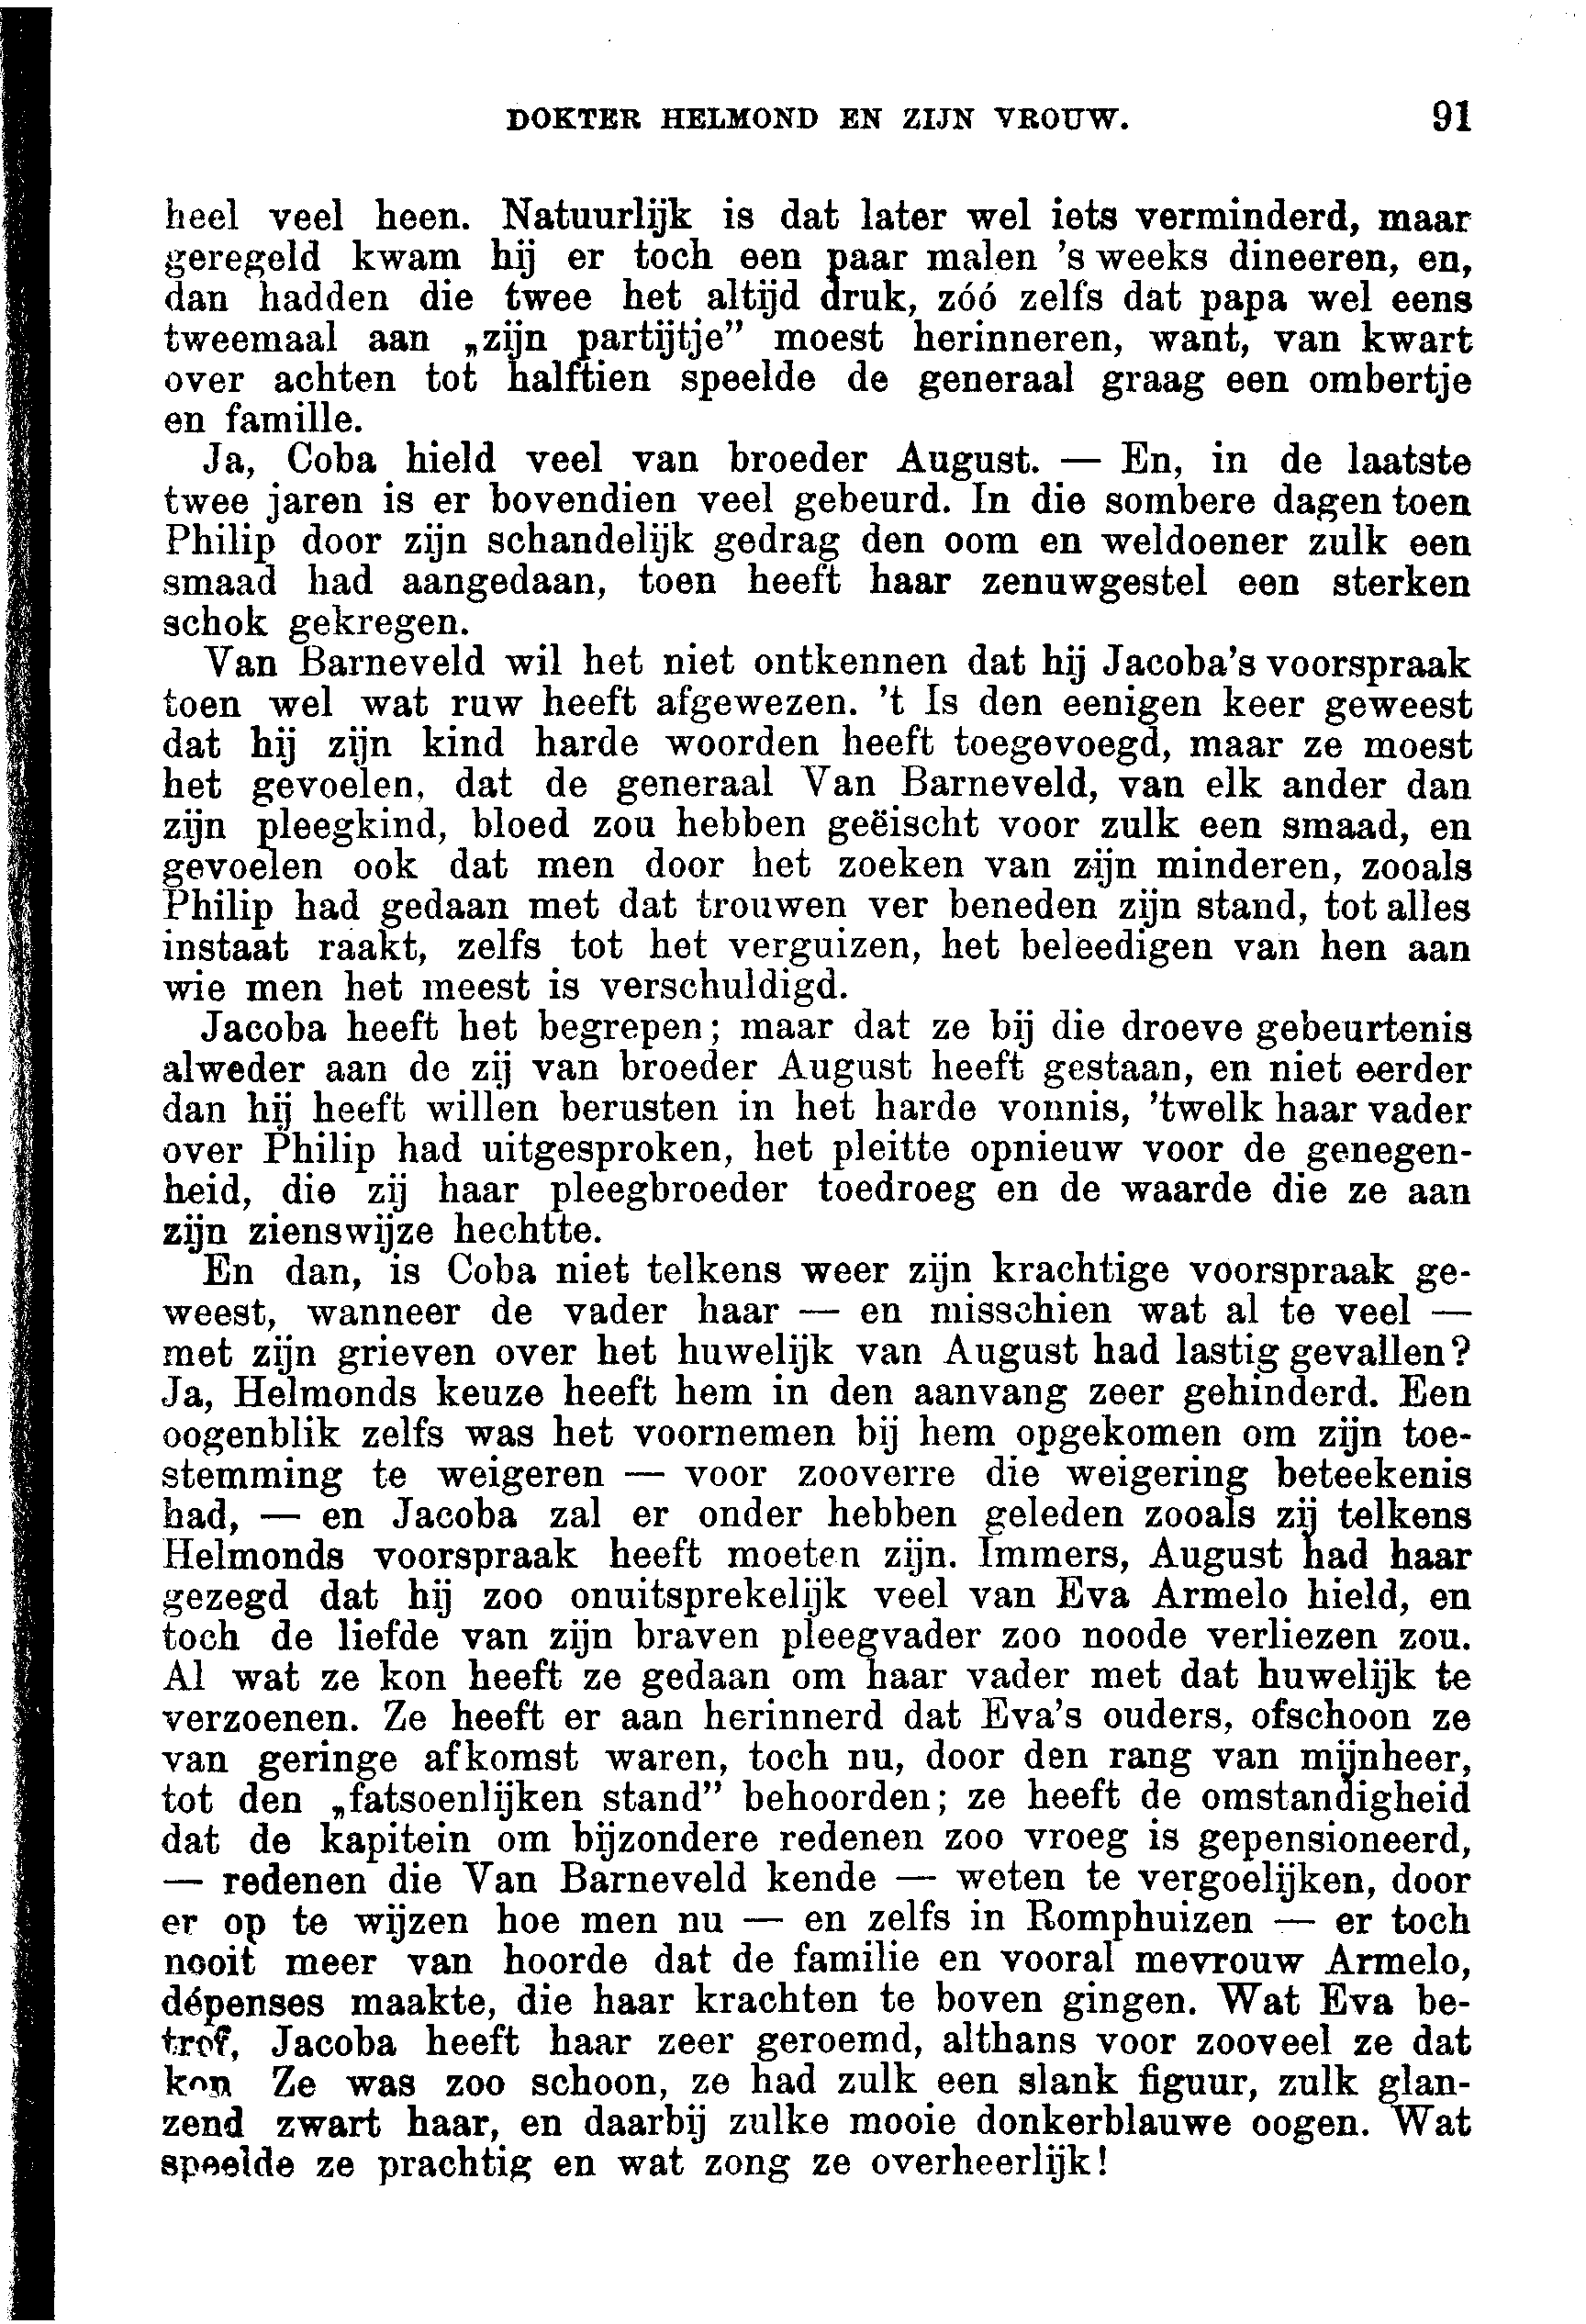 DOKTER HELMOND EN ZIJN VROUW. 91
heel veel heen. Natuurlijk is dat later wel iets verminderd, maar
geregeld kwam hij er toch een paar malen 's weeks dineeren, en,
dan hadden die twee het altijd druk, zóó zelfs dat papa wel eens
tweemaal aan „zijn partijtje” moest herinneren, want, van kwart
over achten tot halftien speelde de generaal graag een ombertje
en famille.
Ja, Coba hield veel van broeder August. — En, in de laatste
twee jaren is er bovendien veel gebeurd. In die sombere dagen toen
Philip door zijn schandelijk gedrag den oom en weldoener zulk een
smaad had aangedaan, toen heeft haar zenuwgestel een sterken
schok gekregen.
Van Barneveld wil het niet ontkennen dat hij Jacoba's voorspraak
toen wel wat ruw heeft afgewezen. 't Is den eenigen keer geweest
dat hij zijn kind harde woorden heeft toegevoegd, maar ze moest
het gevoelen, dat de generaal Van Barneveld, van elk ander dan
zijn pleegkind, bloed zou hebben geëischt voor zulk een smaad, en
gevoelen ook dat men door het zoeken van zijn minderen, zooals
Philip had gedaan met dat trouwen ver beneden zijn stand, tot alles
instaat raakt, zelfs tot het verguizen, het beleedigen van hen aan
wie men het meest is verschuldigd.
Jacoba heeft het begrepen; maar dat ze bij die droeve gebeurtenis
alweder aan de zij van broeder August heeft gestaan, en niet eerder
dan hij heeft willen berusten in het harde vonnis, 'twelk haar vader
over Philip had uitgesproken, het pleitte opnieuw voor de genegen-
heid, die zij haar pleegbroeder toedroeg en de waarde die ze aan
zijn zienswijze hechtte.
En dan, is Coba niet telkens weer zijn krachtige voorspraak ge-
weest, wanneer de vader haar — en misschien wat al te veel —
met zijn grieven over het huwelijk van August had lastig gevallen?
Ja, Helmonds keuze heeft hem in den aanvang zeer gehinderd. Een
oogenblik zelfs was het voornemen bij hem opgekomen om zijn toe-
stemming te weigeren — voor zooverre die weigering beteekenis
had, — en Jacoba zal er onder hebben geleden zooals zij telkens
Helmonds voorspraak heeft moeten zijn. Immers, August had haar
gezegd dat hij zoo onuitsprekelijk veel van Eva Armelo hield, en
toch de liefde van zijn braven pleegvader zoo noode verliezen zou.
Al wat ze kon heeft ze gedaan om haar vader met dat huwelijk te
verzoenen. Ze heeft er aan herinnerd dat Eva's ouders, ofschoon ze
van geringe afkomst waren, toch nu, door den rang van mijnheer,
tot den „fatsoenlijken stand” behoorden; ze heeft de omstandigheid
dat de kapitein om bijzondere redenen zoo vroeg is gepensioneerd,
— redenen die Van Barneveld kende — weten te vergoelijken, door
er op te wijzen hoe men nu — en zelfs in Romphuizen — er toch
nooit meer van hoorde dat de familie en vooral mevrouw Armelo,
dépenses maakte, die haar krachten te boven gingen. Wat Eva be-
trof, Jacoba heeft haar zeer geroemd, althans voor zooveel ze dat
kon Ze was zoo schoon, ze had zulk een slank figuur, zulk glan-
zend zwart haar, en daarbij zulke mooie donkerblauwe oogen. Wat
speelde ze prachtig en wat zong ze overheerlijk!